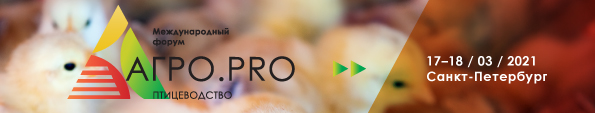 Международный
форум
АГРО.PRO
ПТИЦЕВОДСТВО
17–18 / 03 / 2021
Санкт-Петербург